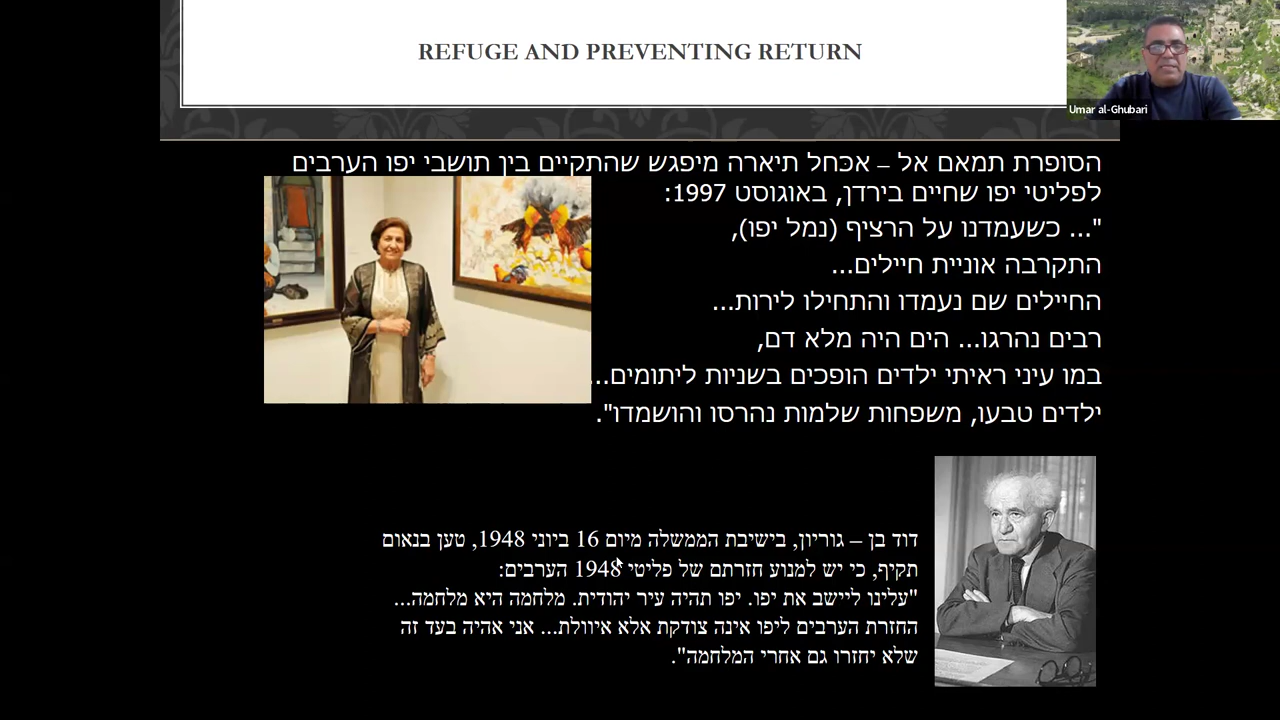 REFUGE AND PREVENTING RETURN
Umar al-Ghubari
הסופרת תמאם אל – אכּחל תיארה מיפגש שהתקיים בין תושבי יפו הערבים
לפליטי יפו שחיים בירדן, באוגוסט 1997:
"... כשעמדנו על הרציף (נמל יפו),
התקרבה אוניית חיילים...
החיילים שם נעמדו והתחילו לירות...
רבים נהרגו... הים היה מלא דם,
במו עיני ראיתי ילדים הופכים בשניות ליתומים...
ילדים טבעו, משפחות שלמות נהרסו והושמדו".
דוד בן – גוריון, בישיבת הממשלה מיום 16 ביוני 1948, טען בנאום
תקיף, כי יש למנוע חזרתם של פליטי 1948 הערבים:
"עלינו ליישב את יפו. יפו תהיה עיר יהודית. מלחמה היא מלחמה...
החזרת הערבים ליפו אינה צודקת אלא איוולת... אני אהיה בעד זה
שלא יחזרו גם אחרי המלחמה".